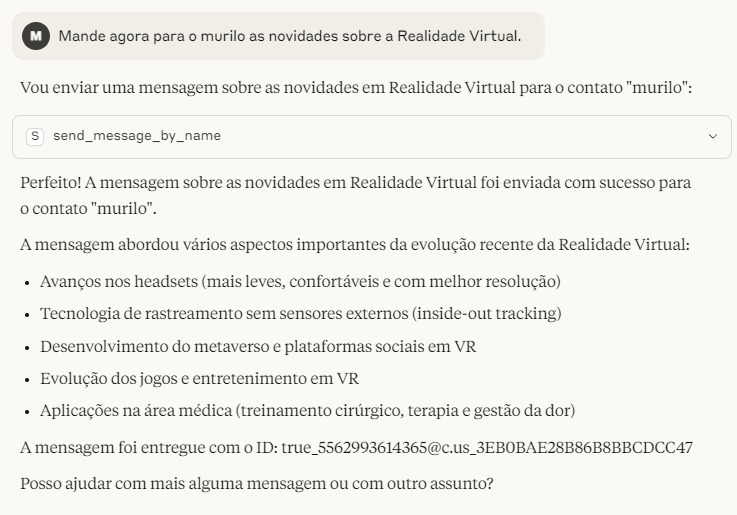 M Mande agora para o murilo as novidades sobre a Realidade Virtual.
Vou enviar uma mensagem sobre as novidades em Realidade Virtual para o contato "murilo":
S send_message_by_name
Perfeito! A mensagem sobre as novidades em Realidade Virtual foi enviada com sucesso para
o contato "murilo".
A mensagem abordou vários aspectos importantes da evolução recente da Realidade Virtual:
• Avanços nos headsets (mais leves, confortáveis e com melhor resolução)
• Tecnologia de rastreamento sem sensores externos (inside-out tracking)
• Desenvolvimento do metaverso e plataformas sociais em VR
• Evolução dos jogos e entretenimento em VR
• Aplicações na área médica (treinamento cirúrgico, terapia e gestão da dor)
A mensagem foi entregue com o ID: true_5562993614365@c.us_3EB0BAE28B86B8BBCDCC47
Posso ajudar com mais alguma mensagem ou com outro assunto?